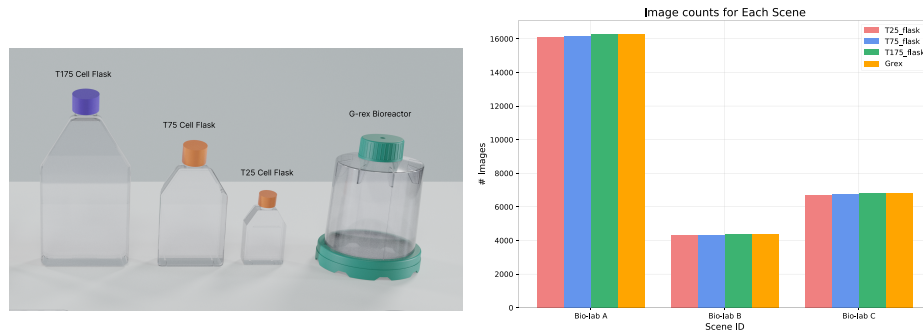 T175 Cell Flask
T75 Cell Flask
T25 Cell Flask
G-rex Bioreactor
Image counts for Each Scene
T25_flask
T75_flask
T175_flask
Grex
# Images
16000
14000
12000
10000
8000
6000
4000
2000
0
Bio-lab A
Bio-lab B
Bio-lab C
Scene ID